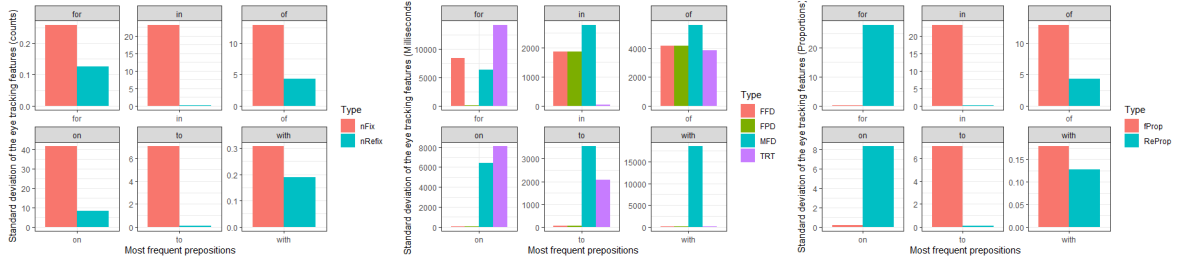 Standard deviation of the eye tracking features (counts)
for
in
of
0.2
0.1
0.0
25
20
15
10
5
0
10
5
0
for
in
of
on
to
with
40
30
20
10
0
6
4
2
0
0.3
0.2
0.1
0.0
on
to
with
Most frequent prepositions
Type
nFix
nRefix
Standard deviation of the eye tracking features (Milliseconds)
for
in
of
10000
5000
0
3000
2000
1000
0
4000
2000
0
for
in
of
on
to
with
8000
6000
4000
2000
0
3000
2000
1000
0
15000
10000
5000
0
on
to
with
Most frequent prepositions
Type
FFD
FPD
MFD
TRT
Standard deviation of the eye tracking features (Proportions)
for
in
of
20
10
0
25
20
15
10
5
0
10
5
0
for
in
of
on
to
with
8
6
4
2
0
6
4
2
0
0.15
0.10
0.05
0.00
on
to
with
Most frequent prepositions
Type
fProp
ReProp